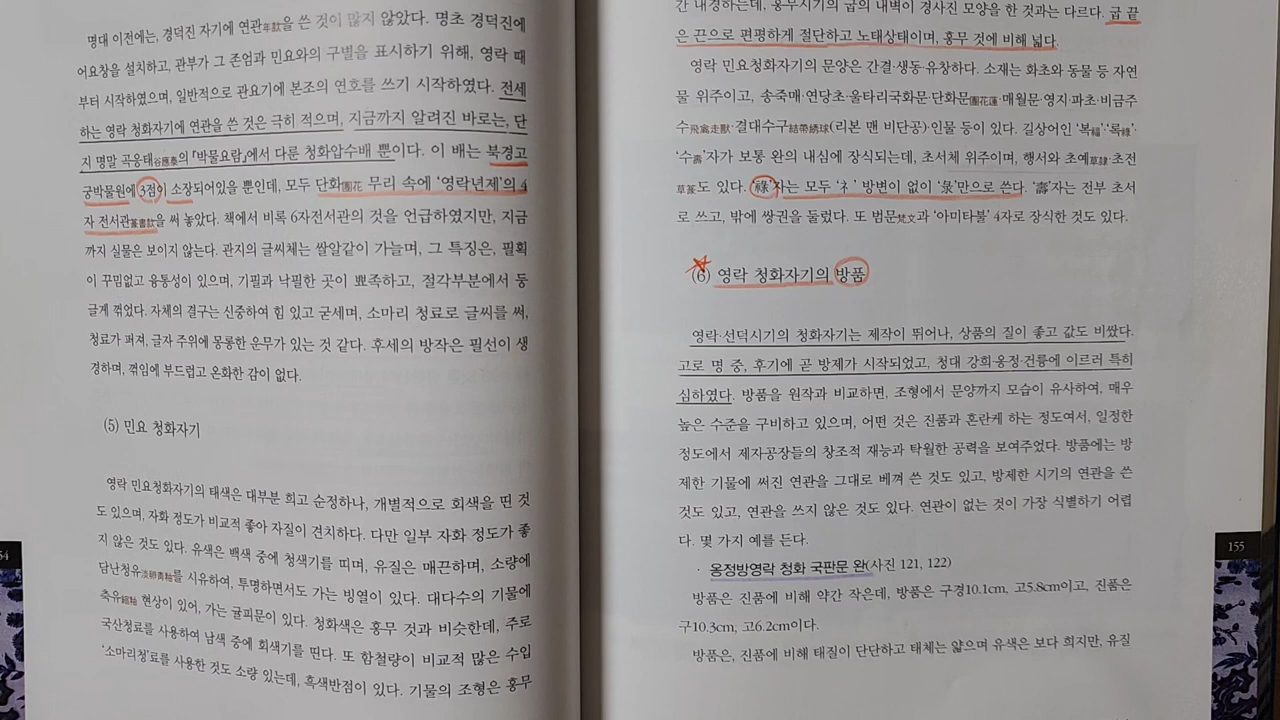 명대 이전에는, 경덕진 자기에 연관年款을 쓴 것이 많지 않았다. 명초 경덕진에
어요창을 설치하고, 관부가 그 존엄과 민요와의 구별을 표시하기 위해, 영락 때
부터 시작하였으며, 일반적으로 관요기에 본조의 연호를 쓰기 시작하였다. 전세
하는 영락 청화자기에 연관을 쓴 것은 극히 적으며, 지금까지 알려진 바로는, 단
지 명말 곡응태谷應泰의 「박물요람」에서 다룬 청화압수배 뿐이다. 이 배는 북경고
궁박물원에 3점이 소장되어있을 뿐인데, 모두 단화團花 무리 속에 '영락년제'의 4
자 전서관篆書款을 써 놓았다. 책에서 비록 6자전서관의 것을 언급하였지만, 지금
까지 실물은 보이지 않는다. 관지의 글씨체는 쌀알같이 가늘며, 그 특징은, 필획
이 꾸밈없고 융통성이 있으며, 기필과 낙필한 곳이 뾰족하고, 절각부분에서 둥
글게 꺾었다. 자체의 결구는 신중하여 힘 있고 굳세며, 소마리 청료로 글씨를 써,
청료가 퍼져, 글자 주위에 몽롱한 운무가 있는 것 같다. 후세의 방작은 필선이 생
경하며, 꺾임에 부드럽고 온화한 감이 없다.
(5) 민요 청화자기
영락 민요청화자기의 태색은 대부분 희고 순정하나, 개별적으로 회색을 띤 것
도 있으며, 자화 정도가 비교적 좋아 자질이 견치하다. 다만 일부 자화 정도가 좋
지 않은 것도 있다. 유색은 백색 중에 청색기를 띠며, 유질은 매끈하며, 소량에
담난청유淡卵靑釉를 시유하여, 투명하면서도 가는 빙열이 있다. 대다수의 기물에
축유縮釉 현상이 있어, 가는 귤피문이 있다. 청화색은 홍무 것과 비슷한데, 주로
국산청료를 사용하여 남색 중에 회색기를 띤다. 또 함철량이 비교적 많은 수입
'소마리청'료를 사용한 것도 소량 있는데, 흑색반점이 있다. 기물의 조형은 홍무
54
간 내경하는데, 홍무시기의 굽의 내벽이 경사진 모양을 한 것과는 다르다. 굽 끝
은 끈으로 편평하게 절단하고 노태상태이며, 홍무 것에 비해 넓다.
영락 민요청화자기의 문양은 간결·생동·유창하다. 소재는 화초와 동물 등 자연
물 위주이고, 송죽매·연당초·울타리국화문·단화문團花蓮·매월문·영지·파초·비금주
수飛禽走獸·결대수구結帶綉球(리본 맨 비단공)·인물 등이 있다. 길상어인 '복福'·'록祿'·
'수壽'자가 보통 완의 내심에 장식되는데, 초서체 위주이며, 행서와 초예草隷·초전
草篆도 있다. '祿'자는 모두 '礻' 방변이 없이 '彔'만으로 쓴다. '壽'자는 전부 초서
로 쓰고, 밖에 쌍권을 둘렀다. 또 범문梵文과 '아미타불' 4자로 장식한 것도 있다.
(6) 영락 청화자기의 방품
영락·선덕시기의 청화자기는 제작이 뛰어나, 상품의 질이 좋고 값도 비쌌다.
고로 명 중, 후기에 곧 방제가 시작되었고, 청대 강희·옹정·건륭에 이르러 특히
심하였다. 방품을 원작과 비교하면, 조형에서 문양까지 모습이 유사하여, 매우
높은 수준을 구비하고 있으며, 어떤 것은 진품과 혼란케 하는 정도여서, 일정한
정도에서 제자공장들의 창조적 재능과 탁월한 공력을 보여주었다. 방품에는 방
제한 기물에 써진 연관을 그대로 베껴 쓴 것도 있고, 방제한 시기의 연관을 쓴
것도 있고, 연관을 쓰지 않은 것도 있다. 연관이 없는 것이 가장 식별하기 어렵
다. 몇 가지 예를 든다.
· 옹정방영락 청화 국판문 완(사진 121, 122)
방품은 진품에 비해 약간 작은데, 방품은 구경10.1cm, 고5.8cm이고, 진품은
구10.3cm, 고6.2cm이다.
방품은, 진품에 비해 태질이 단단하고 태체는 얇으며 유색은 보다 희지만, 유질
155